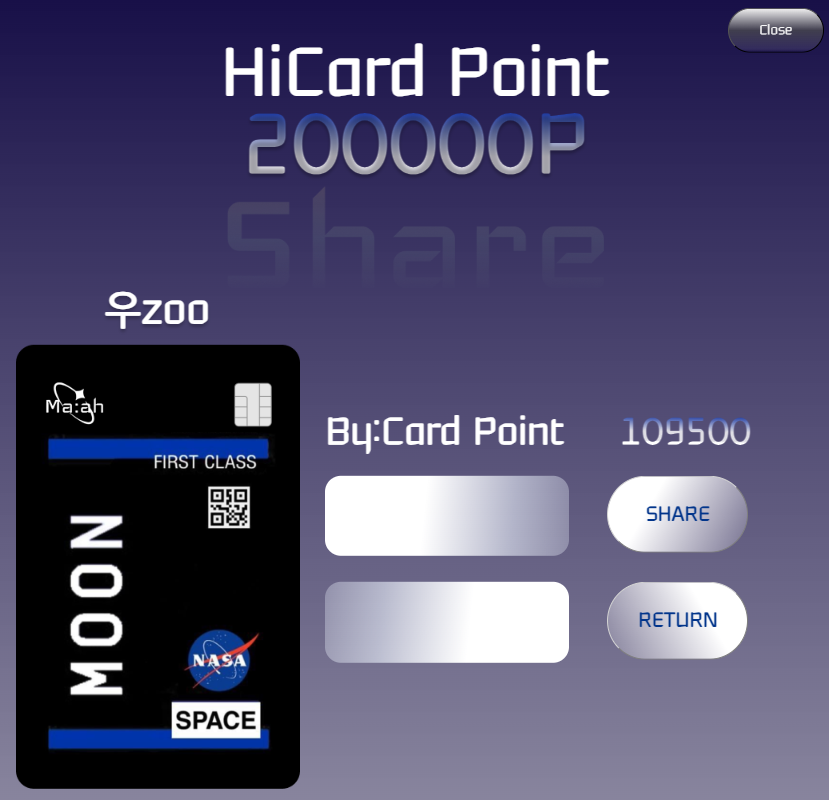 Close
HiCard Point
200000P
Share
우zoo
Ma:ah
FIRST CLASS
MOON
NASA
SPACE
By:Card Point 109500
SHARE
RETURN